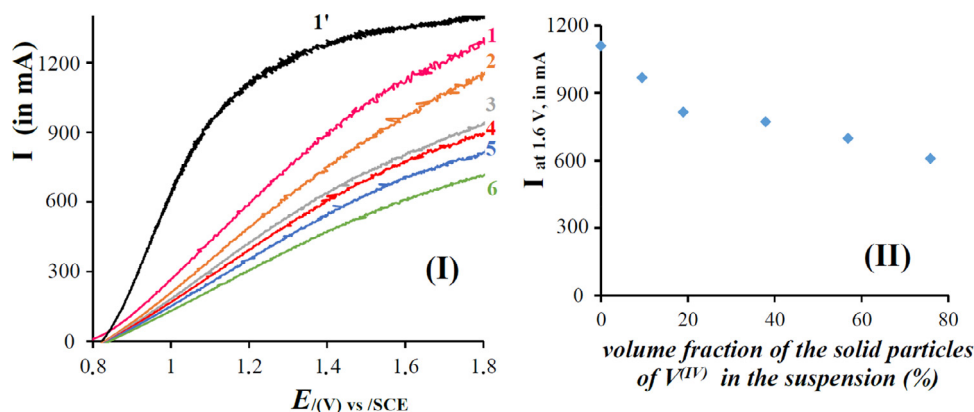 I (in mA)
1200
900
600
300
0
0.8 1 1.2 1.4 1.6 1.8
E/(V) vs /SCE
1'
1
2
3
4
5
6
(I)
I at 1.6 V, in mA
1200
900
600
300
0
0 20 40 60 80
volume fraction of the solid particles
of V(IV) in the suspension (%)
(II)